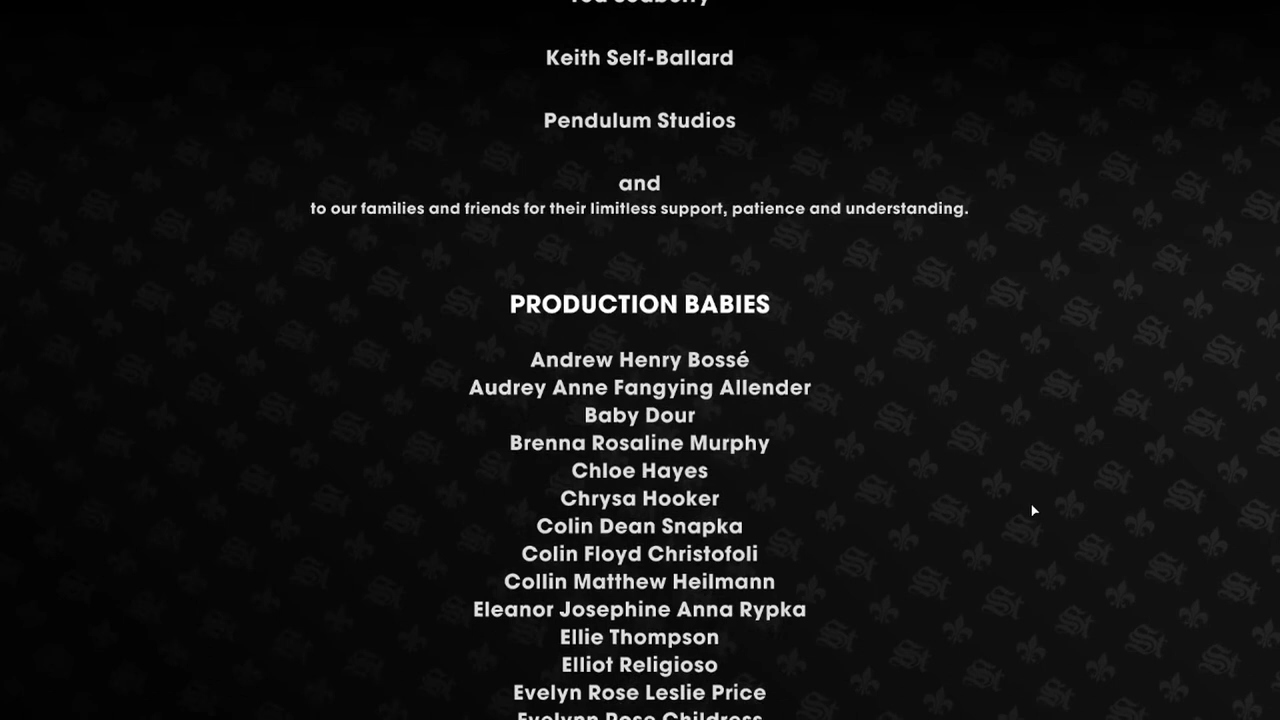 Keith Self-Ballard
Pendulum Studios
and
to our families and friends for their limitless support, patience and understanding.
PRODUCTION BABIES
Andrew Henry Bossé
Audrey Anne Fangying Allender
Baby Dour
Brenna Rosaline Murphy
Chloe Hayes
Chrysa Hooker
Colin Dean Snapka
Colin Floyd Christofoli
Collin Matthew Heilmann
Eleanor Josephine Anna Rypka
Ellie Thompson
Elliot Religioso
Evelyn Rose Leslie Price
Evelynn Rose Childress